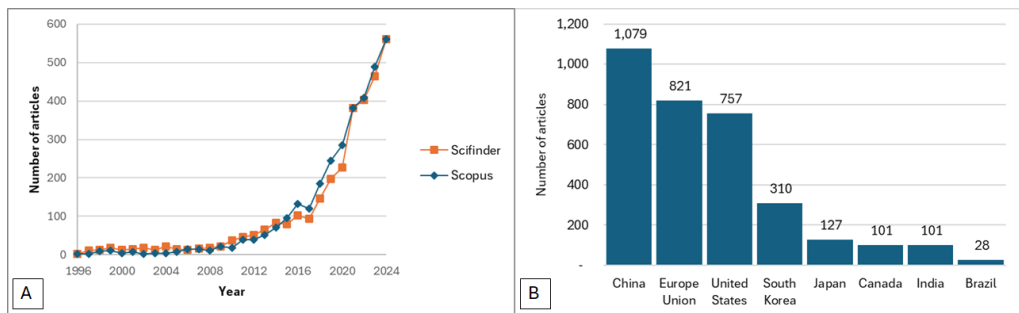 600
500
400
300
200
100
0
Number of articles
1996 2000 2004 2008 2012 2016 2020 2024
Year
Scifinder
Scopus
A
1,200
1,000
800
600
400
200
-
Number of articles
1,079
821
757
310
127
101
101
28
China Europe Union United States South Korea Japan Canada India Brazil
B